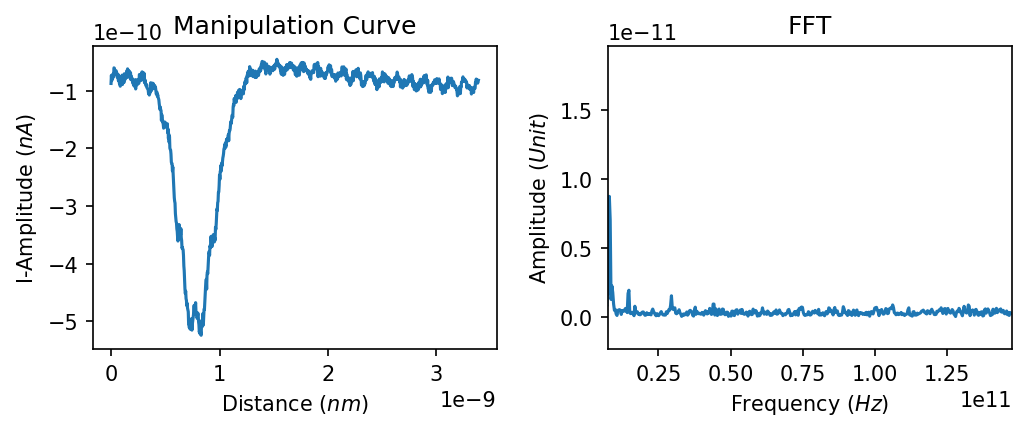 Manipulation Curve
1e−10
−1
−2
−3
−4
−5
I-Amplitude (nA)
0 1 2 3
Distance (nm)
1e−9
FFT
1e−11
1.5
1.0
0.5
0.0
Amplitude (Unit)
0.25 0.50 0.75 1.00 1.25
Frequency (Hz)
1e11